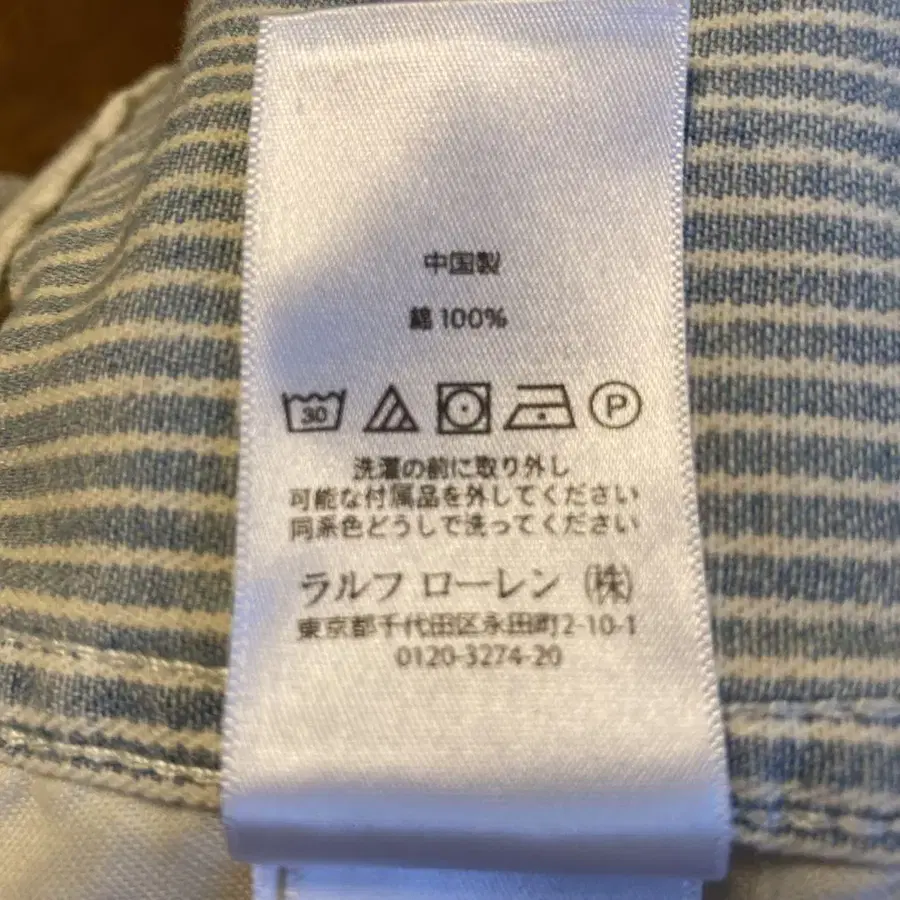 中国製
綿 100%
30 P
洗濯の前に取り外し
可能な付属品を外してください
同系色どうしで洗ってください
ラルフ ローレン ㈱
東京都千代田区永田町2-10-1
0120-3274-20